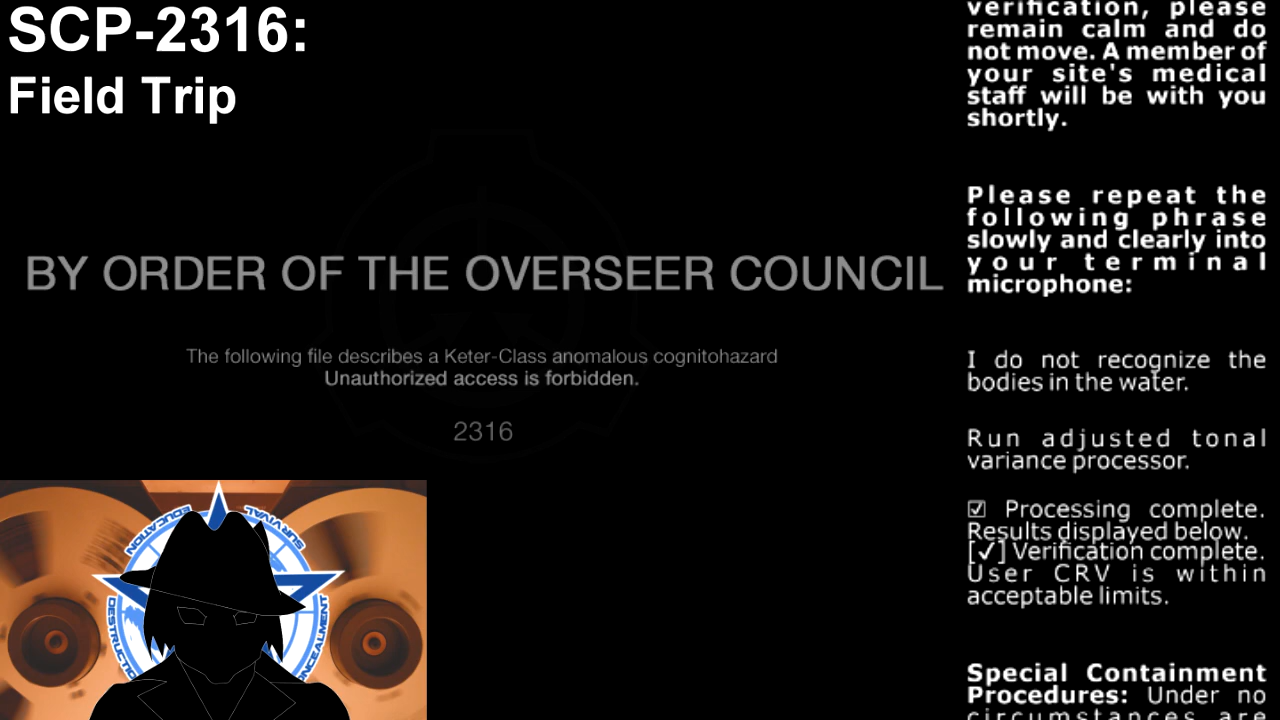 SCP-2316:
Field Trip
BY ORDER OF THE OVERSEER COUNCIL
The following file describes a Keter-Class anomalous cognitohazard
Unauthorized access is forbidden.
2316
verification, please
remain calm and do
not move. A member of
your site's medical
staff will be with you
shortly.
Please repeat the
following phrase
slowly and clearly into
your terminal
microphone:
I do not recognize the
bodies in the water.
Run adjusted tonal
variance processor.
☑ Processing complete.
Results displayed below.
[✓] Verification complete.
User CRV is within
acceptable limits.
Special Containment
Procedures: Under no
circumstances are
EDUCATION
SURVIVAL